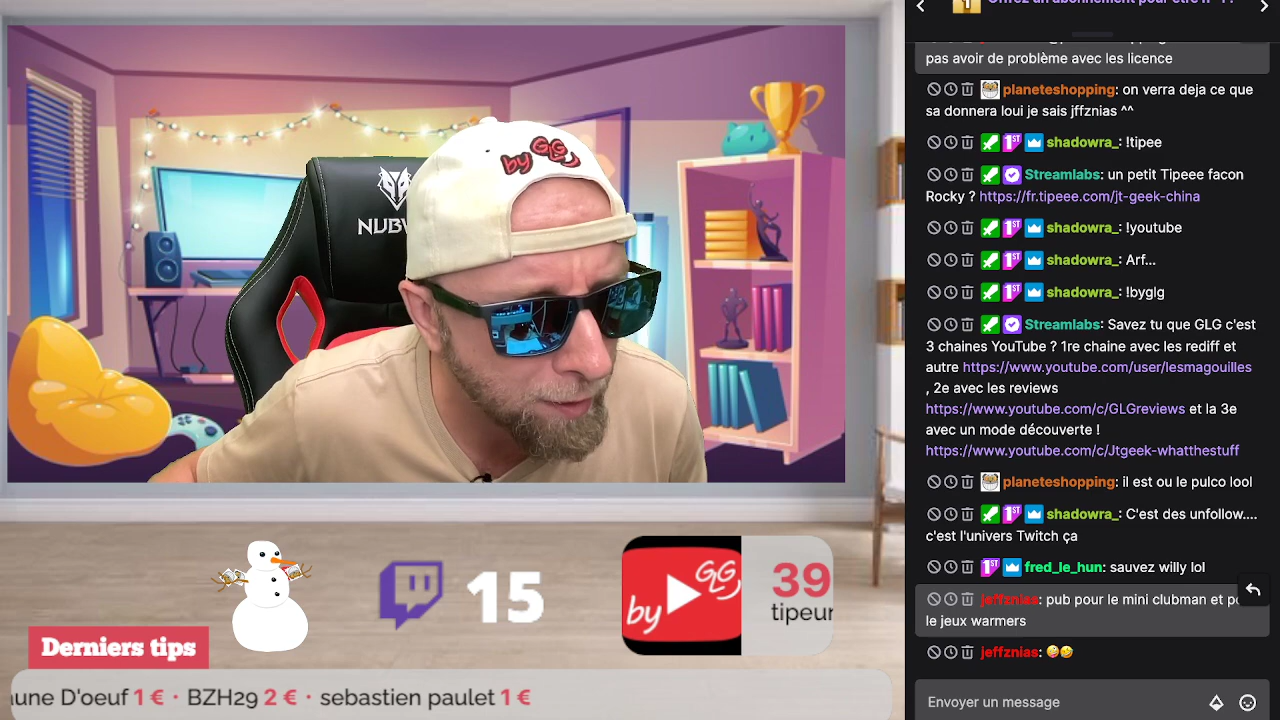 by GLG
NUBW
15
by GLG
39
tipeur
Derniers tips
une D'oeuf 1 € · BZH29 2 € · sebastien paulet 1 €
pas avoir de problème avec les licence
planeteshopping: on verra deja ce que
sa donnera loui je sais jffznias ^^
1ST shadowra_: !tipee
Streamlabs: un petit Tipeee facon
Rocky ? https://fr.tipeee.com/jt-geek-china
1ST shadowra_: !youtube
1ST shadowra_: Arf...
1ST shadowra_: !byglg
Streamlabs: Savez tu que GLG c'est
3 chaines YouTube ? 1re chaine avec les rediff et
autre https://www.youtube.com/user/lesmagouilles
, 2e avec les reviews
https://www.youtube.com/c/GLGreviews et la 3e
avec un mode découverte !
https://www.youtube.com/c/Jtgeek-whatthestuff
planeteshopping: il est ou le pulco lool
1ST shadowra_: C'est des unfollow....
c'est l'univers Twitch ça
1ST fred_le_hun: sauvez willy lol
jeffznias: pub pour le mini clubman et po
le jeux warmers
jeffznias: 🤪🤣
Envoyer un message